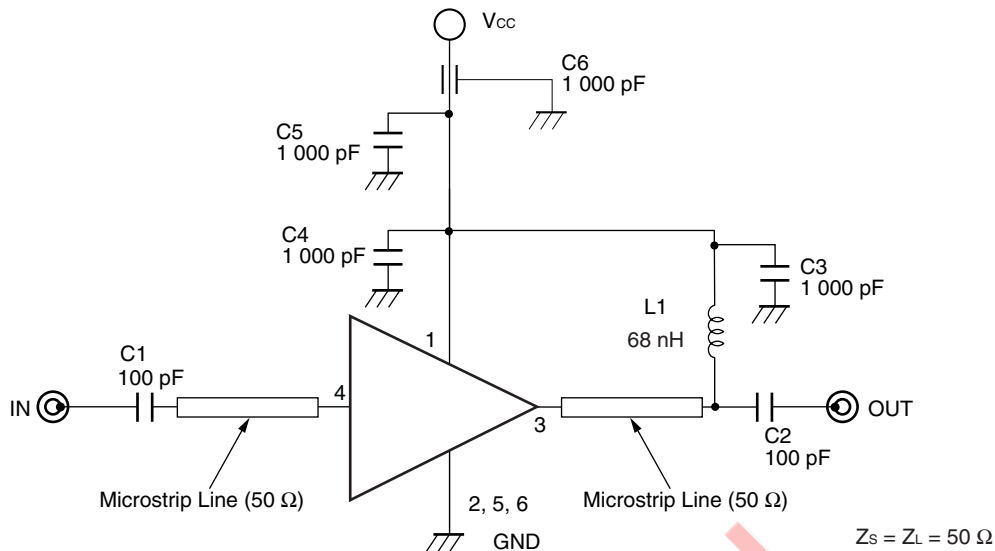 VCC
C6
1 000 pF
C5
1 000 pF
C4
1 000 pF
C3
1 000 pF
L1
68 nH
1
C1
100 pF
4
IN
3
OUT
C2
100 pF
Microstrip Line (50 Ω)
2, 5, 6
Microstrip Line (50 Ω)
GND
ZS = ZL = 50 Ω